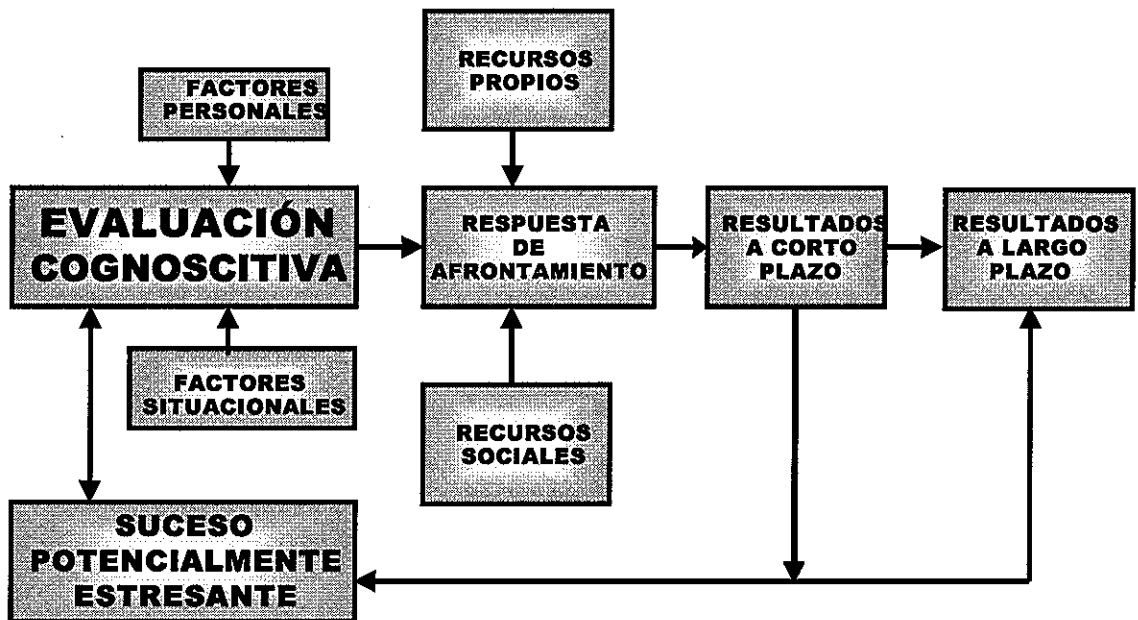 RECURSOS
PROPIOS
FACTORES
PERSONALES
EVALUACIÓN
COGNOSCITIVA
RESPUESTA
DE
AFRONTAMIENTO
RESULTADOS
A CORTO
PLAZO
RESULTADOS
A LARGO
PLAZO
FACTORES
SITUACIONALES
RECURSOS
SOCIALES
SUCESO
POTENCIALMENTE
ESTRESANTE